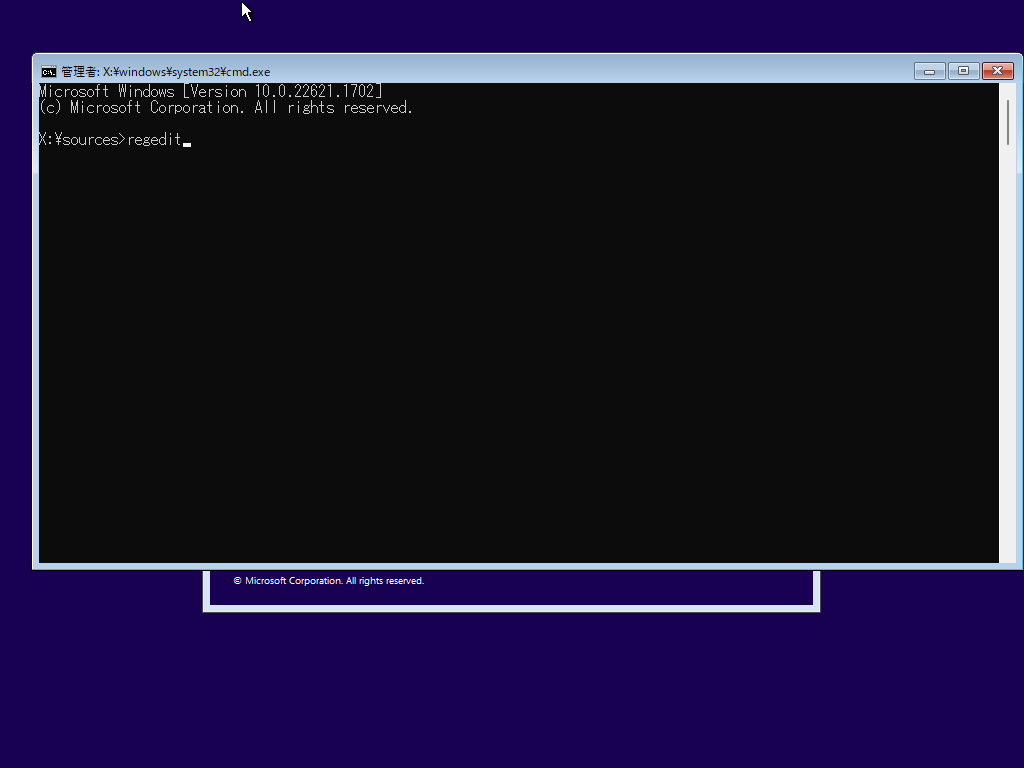 管理者: X:¥windows¥system32¥cmd.exe
Microsoft Windows [Version 10.0.22621.1702]
(c) Microsoft Corporation. All rights reserved.
X:¥sources>regedit
© Microsoft Corporation. All rights reserved.